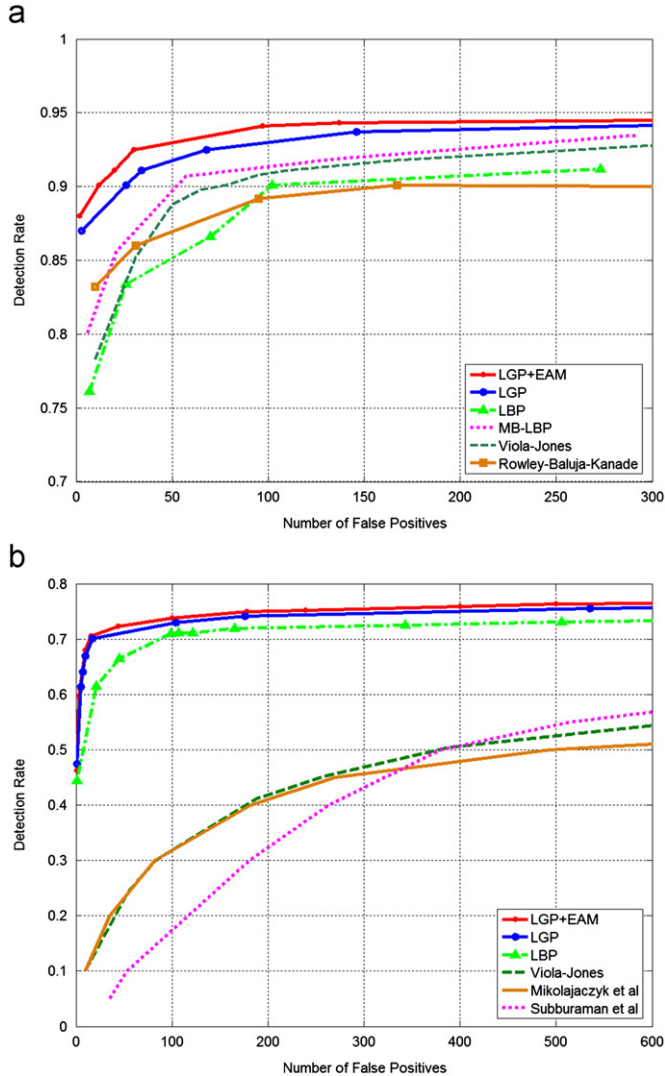 a
1
0.95
0.9
0.85
0.8
0.75
0.7
Detection Rate
LGP+EAM
LGP
LBP
MB-LBP
Viola-Jones
Rowley-Baluja-Kanade
0 50 100 150 200 250 300
Number of False Positives
b
0.8
0.7
0.6
0.5
0.4
0.3
0.2
0.1
0
Detection Rate
LGP+EAM
LGP
LBP
Viola-Jones
Mikolajaczyk et al
Subburaman et al
0 100 200 300 400 500 600
Number of False Positives